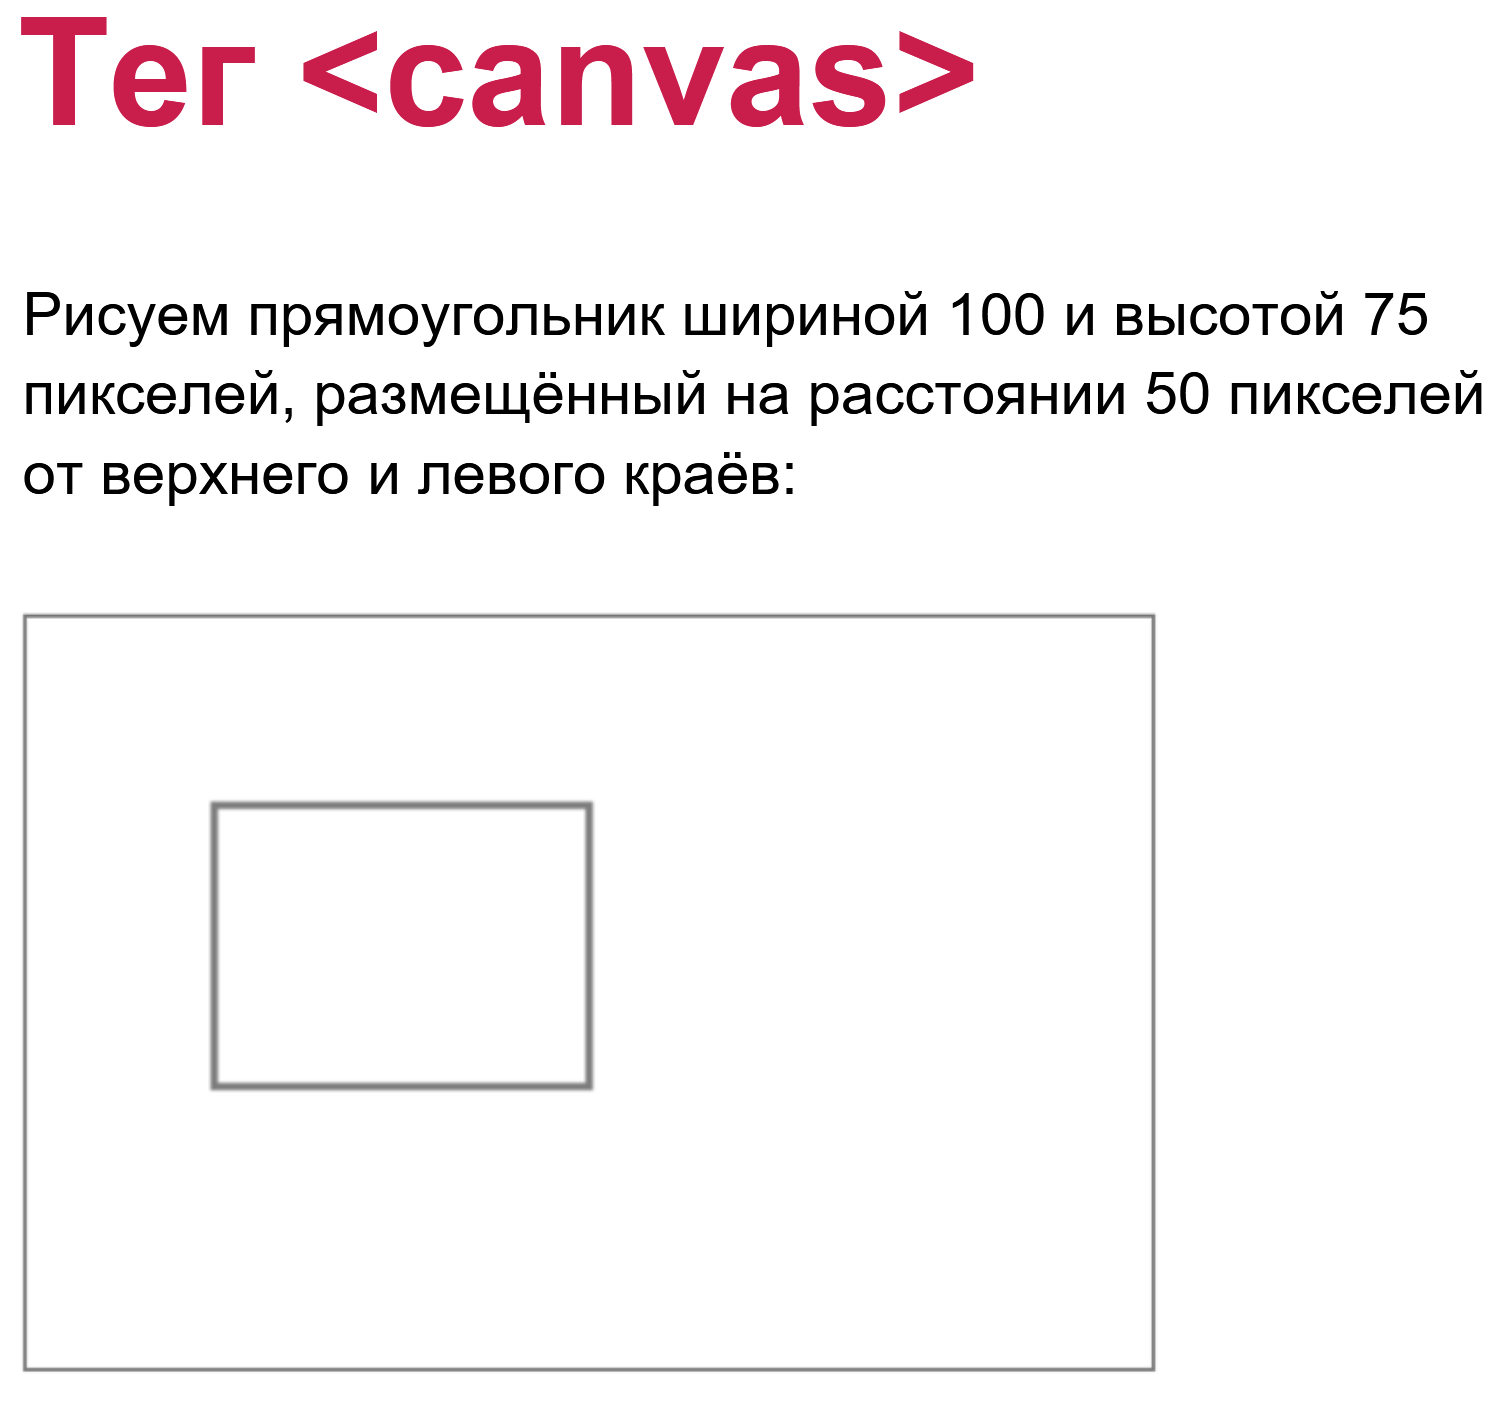 Тег <canvas>
Рисуем прямоугольник шириной 100 и высотой 75
пикселей, размещённый на расстоянии 50 пикселей
от верхнего и левого краёв: